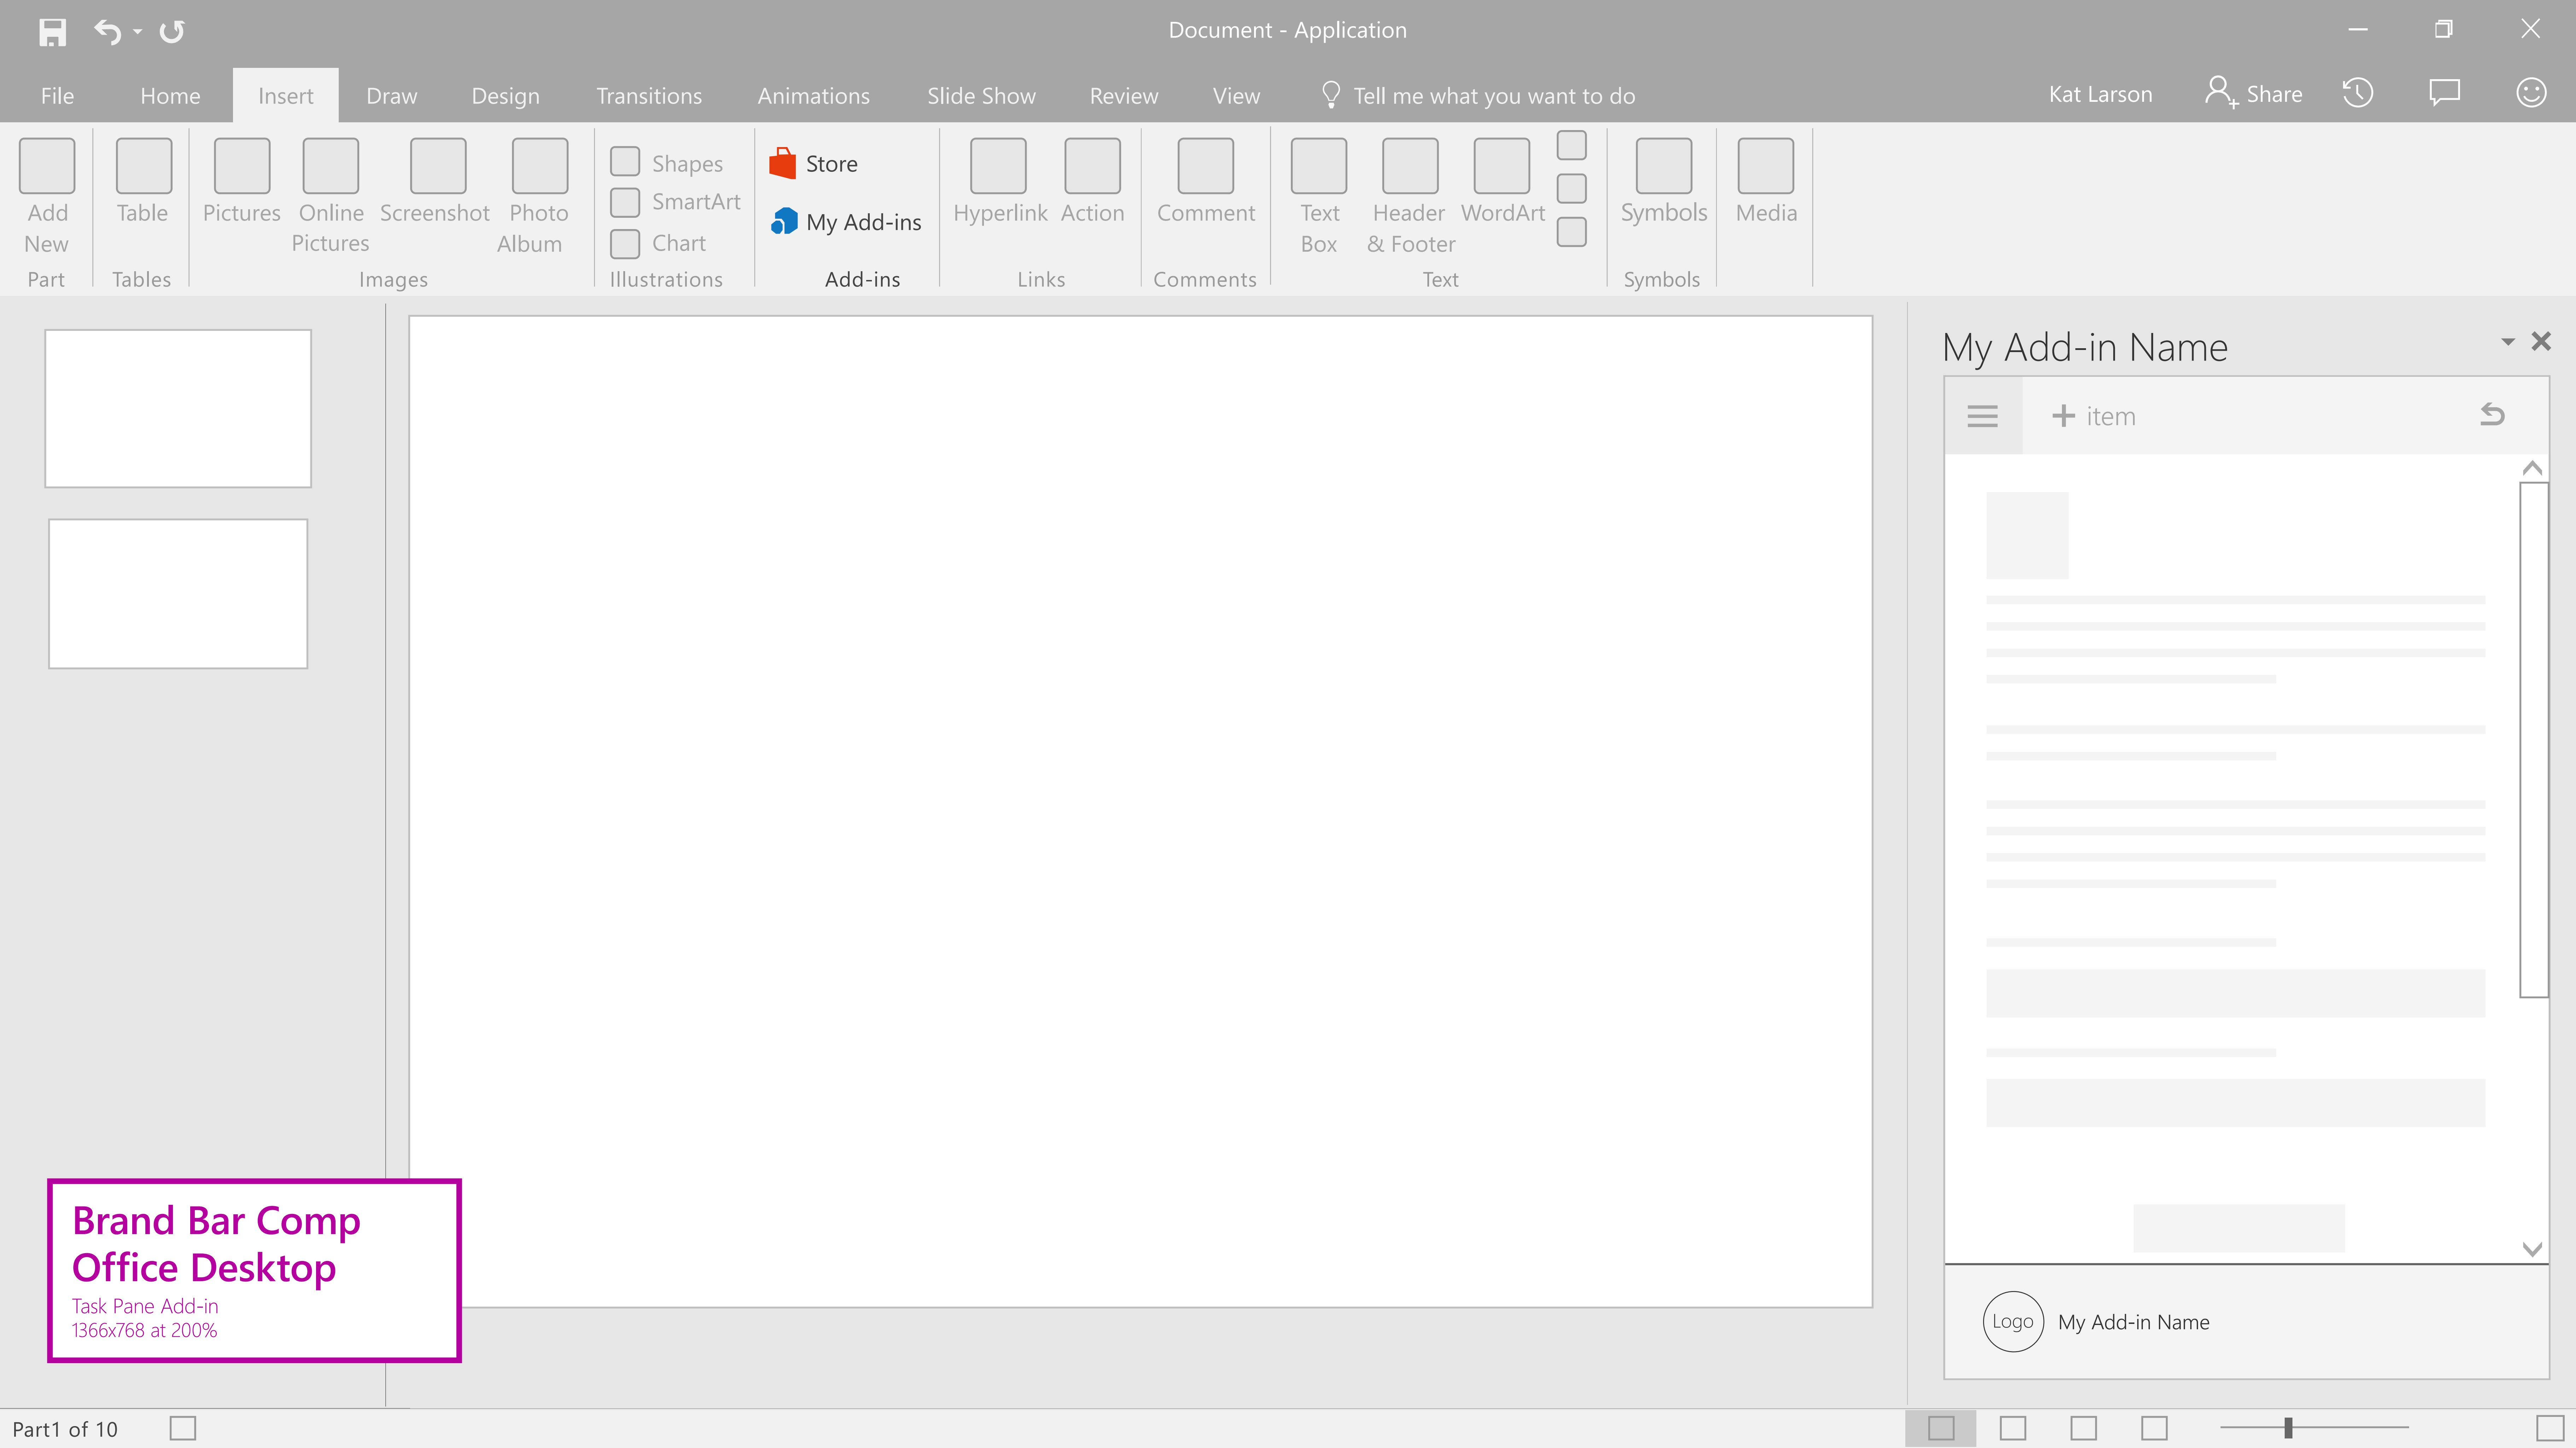 Document - Application
File Home Insert Draw Design Transitions Animations Slide Show Review View Tell me what you want to do Kat Larson Share
Add
New
Part
Table
Tables
Pictures
Online
Pictures
Screenshot
Photo
Album
Images
Shapes
SmartArt
Chart
Illustrations
Store
My Add-ins
Add-ins
Hyperlink
Action
Links
Comment
Comments
Text
Box
Header
& Footer
WordArt
Text
Symbols
Symbols
Media
My Add-in Name
item
Brand Bar Comp
Office Desktop
Task Pane Add-in
1366x768 at 200%
Logo
My Add-in Name
Part1 of 10